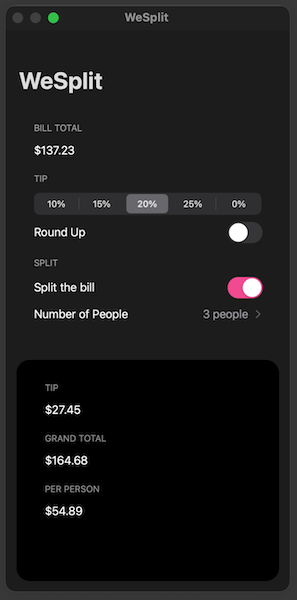 WeSplit
WeSplit
BILL TOTAL
$137.23
TIP
10% 15% 20% 25% 0%
Round Up
SPLIT
Split the bill
Number of People 3 people
TIP
$27.45
GRAND TOTAL
$164.68
PER PERSON
$54.89